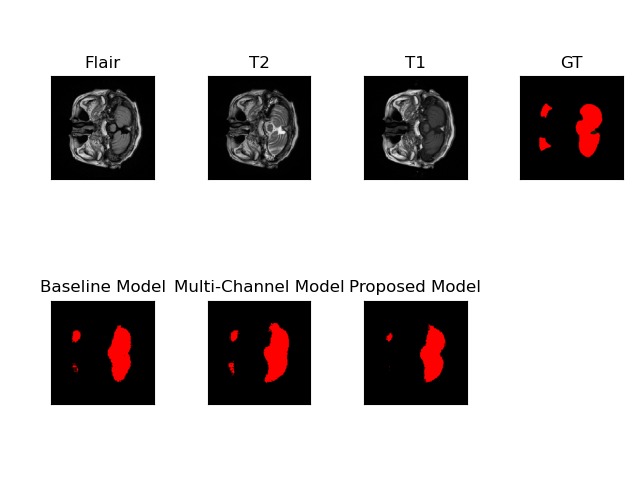 Flair
T2
T1
GT
Baseline Model
Multi-Channel Model
Proposed Model